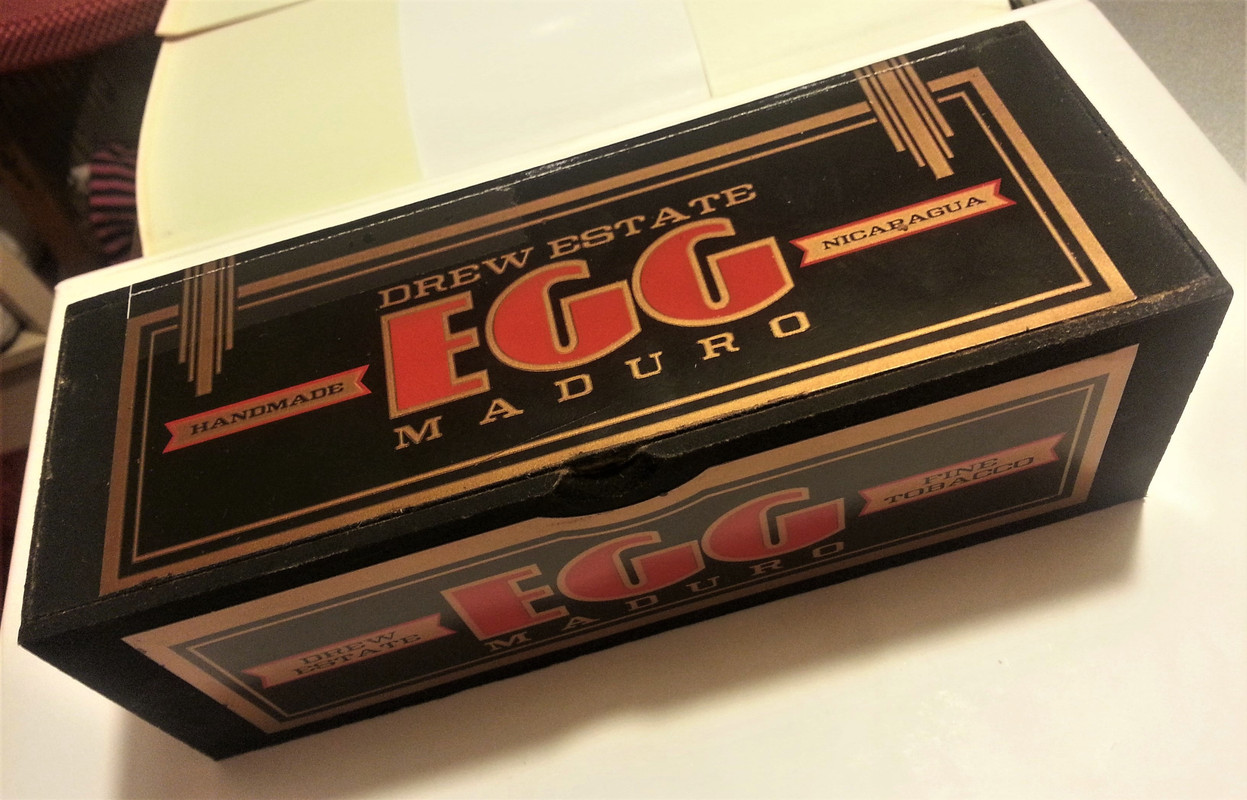 DREW ESTATE
EGG
MADURO
HANDMADE
NICARAGUA
DREW
ESTATE
EGG
MADURO
FINE
TOBACCO